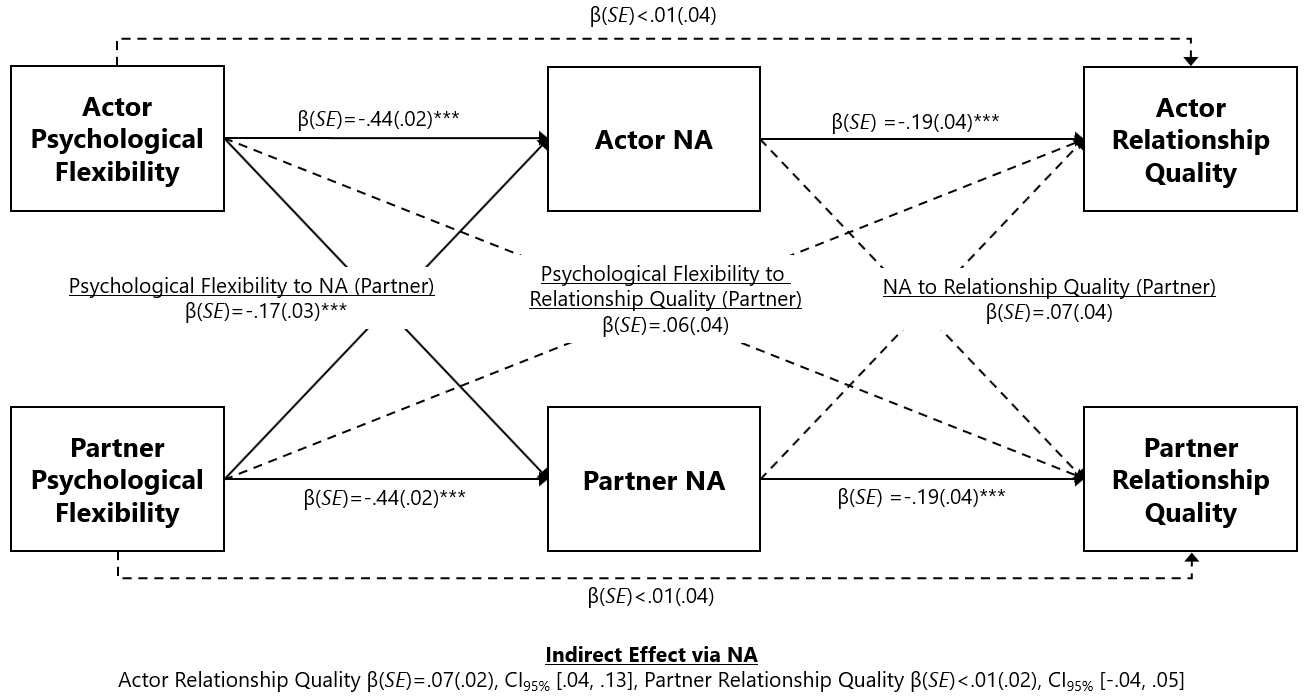 β(SE)<.01(.04)
Actor
Psychological
Flexibility
β(SE)=-.44(.02)***
Actor NA
β(SE) =-.19(.04)***
Actor
Relationship
Quality
Psychological Flexibility to NA (Partner)
β(SE)=-.17(.03)***
Psychological Flexibility to
Relationship Quality (Partner)
β(SE)=.06(.04)
NA to Relationship Quality (Partner)
β(SE)=.07(.04)
Partner
Psychological
Flexibility
β(SE)=-.44(.02)***
Partner NA
β(SE) =-.19(.04)***
Partner
Relationship
Quality
β(SE)<.01(.04)
Indirect Effect via NA
Actor Relationship Quality β(SE)=.07(.02), CI95% [.04, .13], Partner Relationship Quality β(SE)<.01(.02), CI95% [-.04, .05]